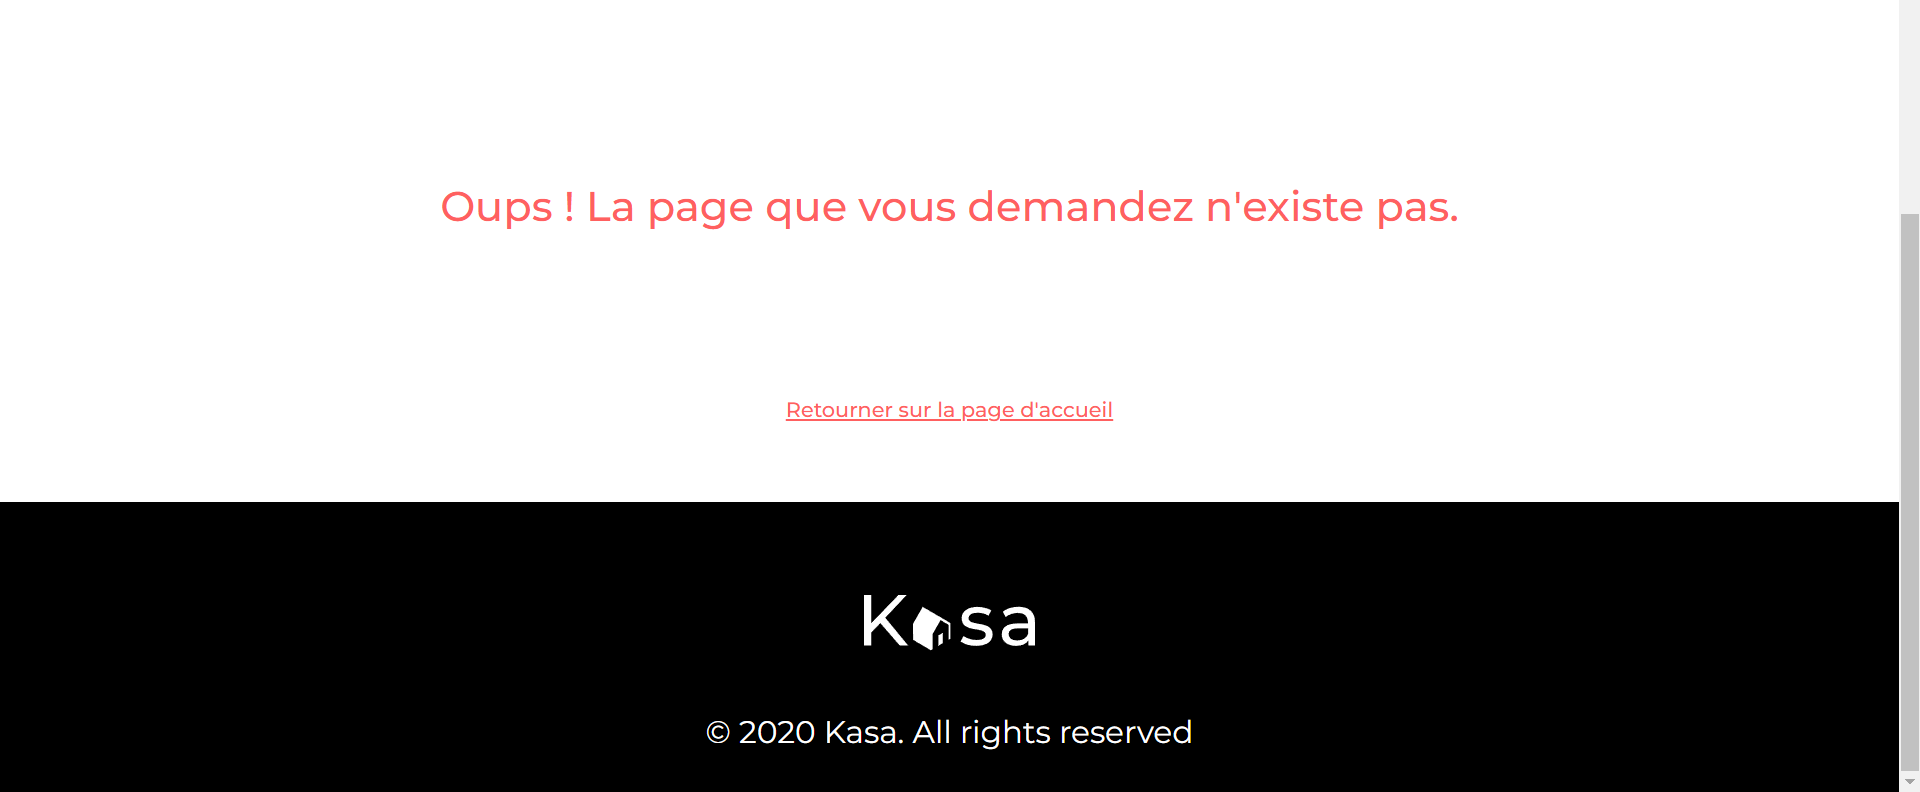 Oups ! La page que vous demandez n'existe pas.
Retourner sur la page d'accueil
Kasa
© 2020 Kasa. All rights reserved